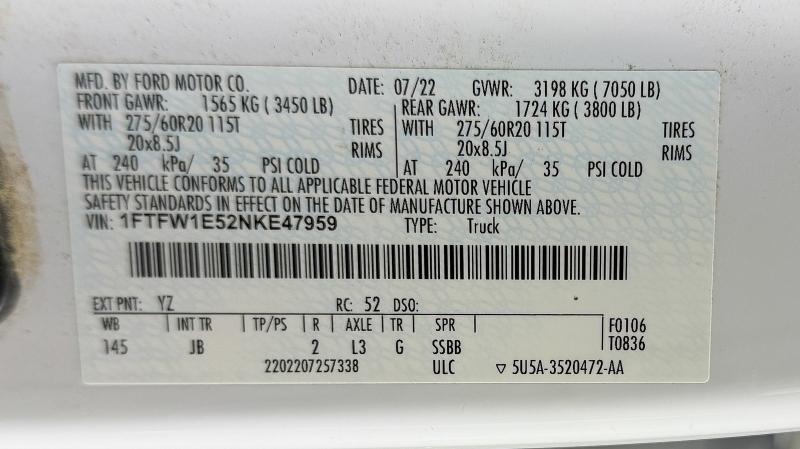 MFD. BY FORD MOTOR CO. DATE: 07/22 GVWR: 3198 KG ( 7050 LB)
FRONT GAWR: 1565 KG ( 3450 LB) REAR GAWR: 1724 KG ( 3800 LB)
WITH 275/60R20 115T TIRES WITH 275/60R20 115T TIRES
20x8.5J RIMS 20x8.5J RIMS
AT 240 kPa/ 35 PSI COLD AT 240 kPa/ 35 PSI COLD
THIS VEHICLE CONFORMS TO ALL APPLICABLE FEDERAL MOTOR VEHICLE
SAFETY STANDARDS IN EFFECT ON THE DATE OF MANUFACTURE SHOWN ABOVE.
VIN: 1FTFW1E52NKE47959 TYPE: Truck
EXT PNT: YZ RC: 52 DSO:
WB INT TR TP/PS R AXLE TR SPR F0106
145 JB 2 L3 G SSBB T0836
2202207257338 ULC ▽ 5U5A-3520472-AA